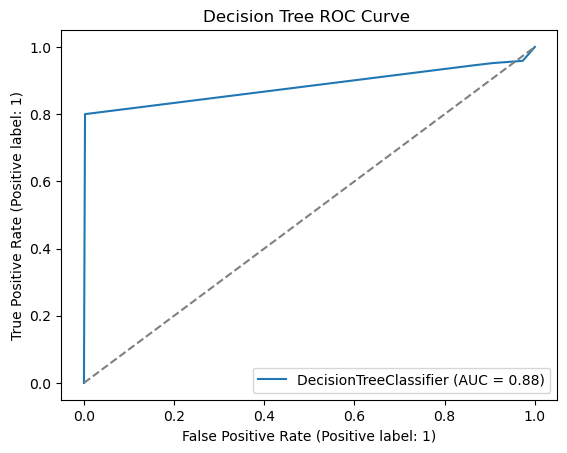 Decision Tree ROC Curve
True Positive Rate (Positive label: 1)
1.0
0.8
0.6
0.4
0.2
0.0
DecisionTreeClassifier (AUC = 0.88)
0.0 0.2 0.4 0.6 0.8 1.0
False Positive Rate (Positive label: 1)